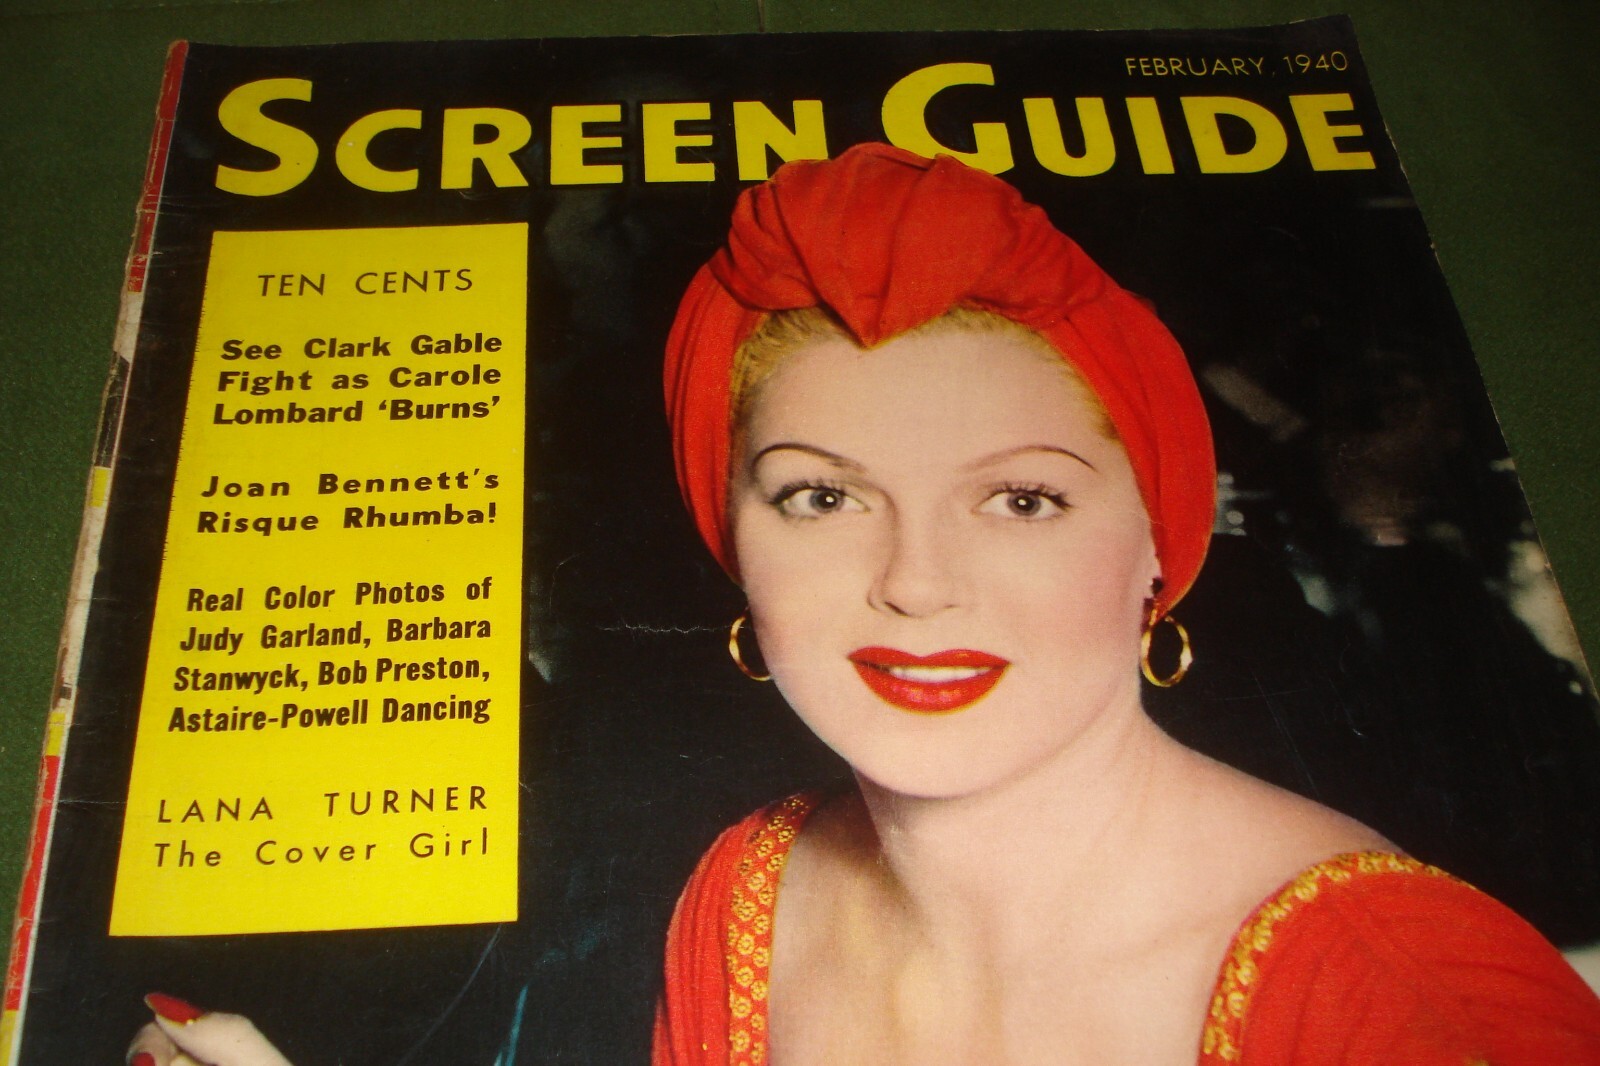 FEBRUARY, 1940
SCREEN GUIDE
TEN CENTS
See Clark Gable
Fight as Carole
Lombard ‘Burns’
Joan Bennett's
Risque Rhumba!
Real Color Photos of
Judy Garland, Barbara
Stanwyck, Bob Preston,
Astaire-Powell Dancing
LANA TURNER
The Cover Girl